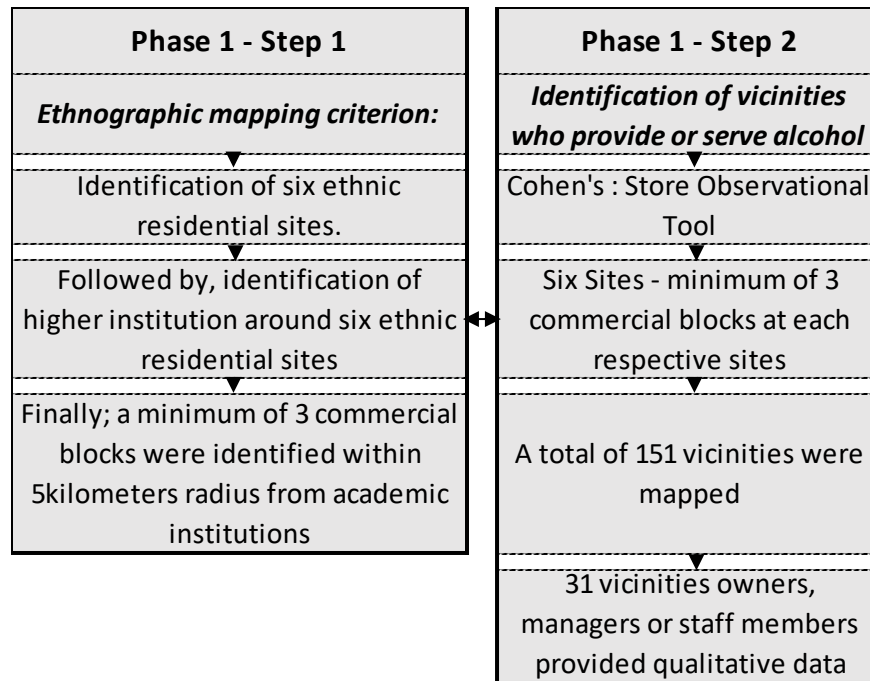 Phase 1 - Step 1
Ethnographic mapping criterion:
Identification of six ethnic
residential sites.
Followed by, identification of
higher institution around six ethnic
residential sites
Finally; a minimum of 3 commercial
blocks were identified within
5kilometers radius from academic
institutions
Phase 1 - Step 2
Identification of vicinities
who provide or serve alcohol
Cohen's : Store Observational
Tool
Six Sites - minimum of 3
commercial blocks at each
respective sites
A total of 151 vicinities were
mapped
31 vicinities owners,
managers or staff members
provided qualitative data